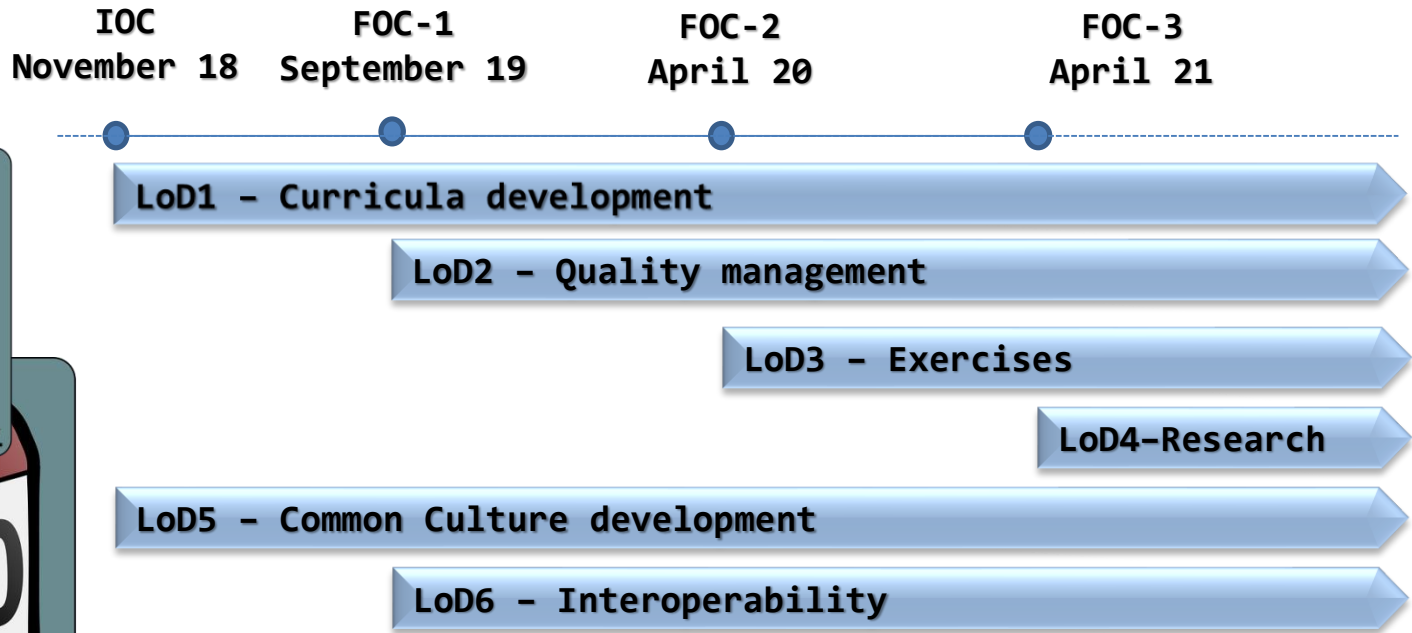 IOC
November 18
FOC-1
September 19
FOC-2
April 20
FOC-3
April 21
LoD1 – Curricula development
LoD2 – Quality management
LoD3 – Exercises
LoD4–Research
LoD5 – Common Culture development
LoD6 – Interoperability